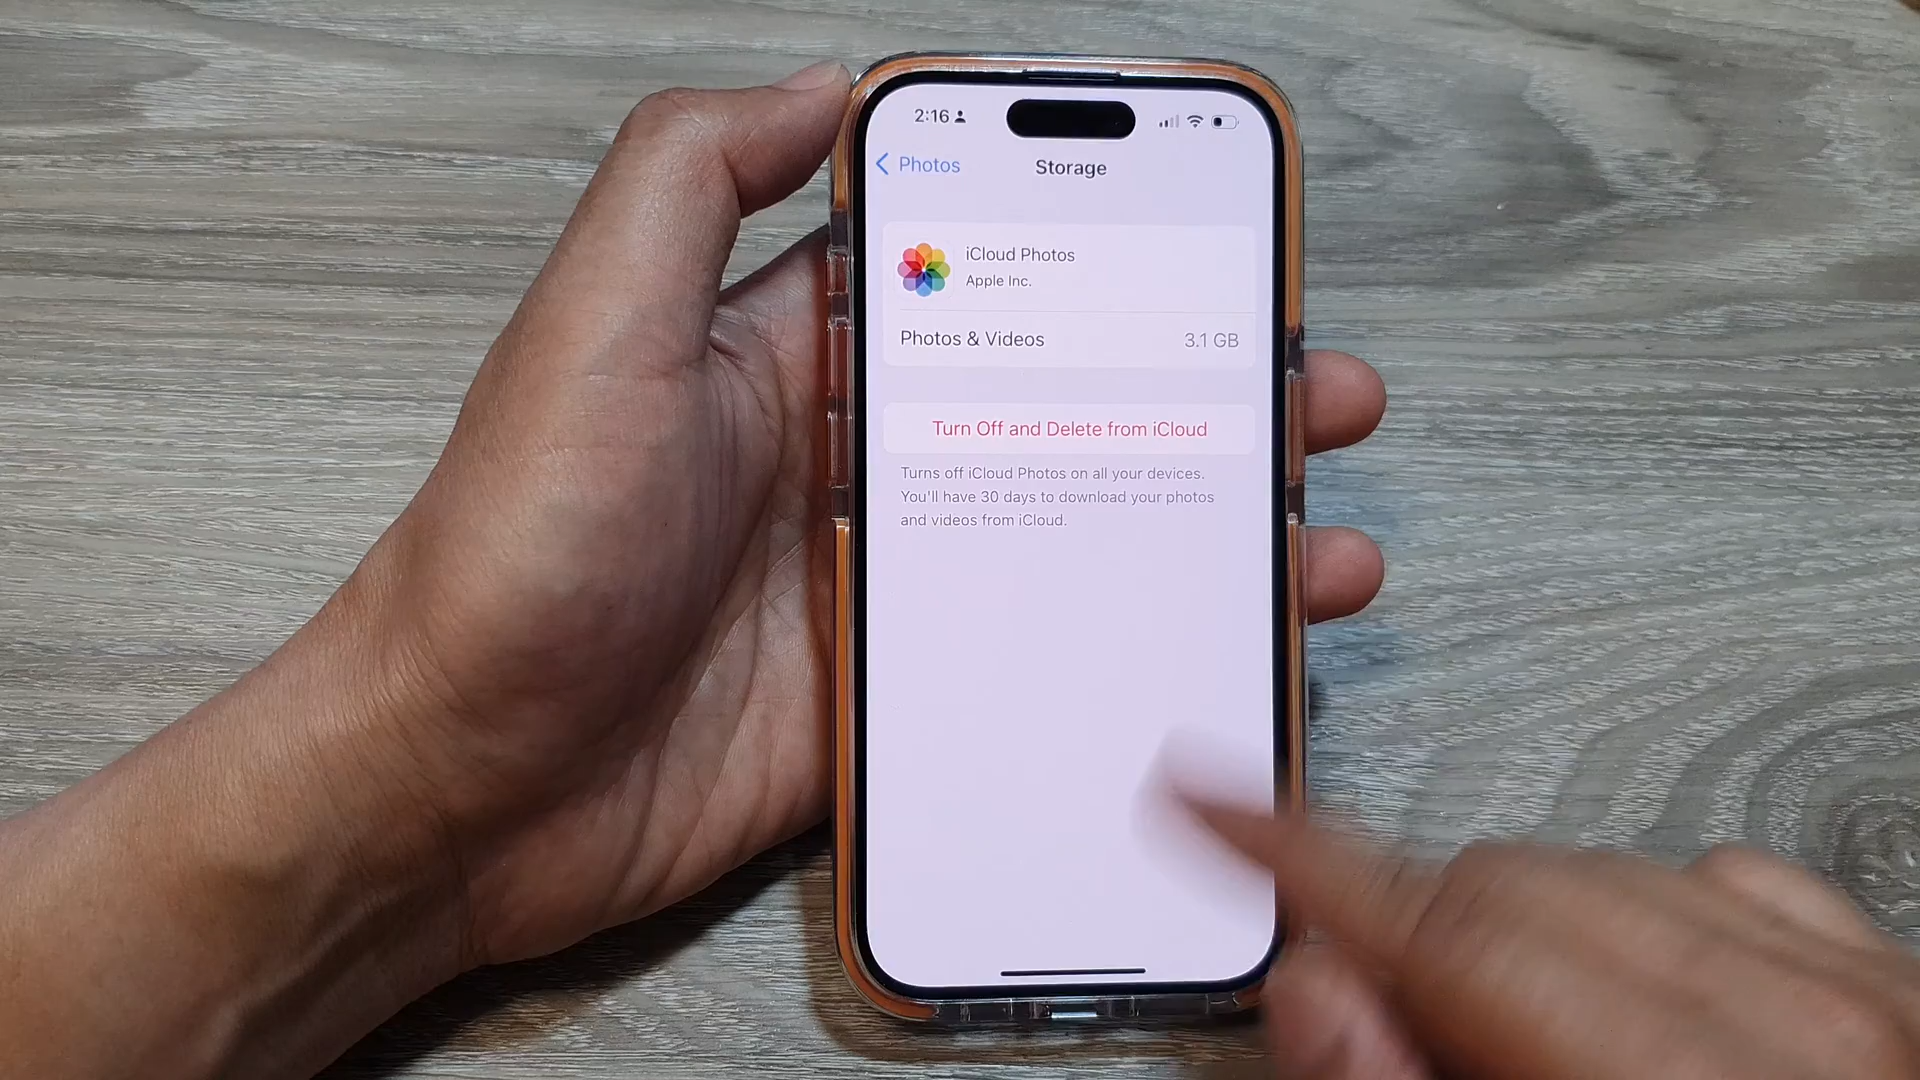 2:16
Photos
Storage
iCloud Photos
Apple Inc.
Photos & Videos 3.1 GB
Turn Off and Delete from iCloud
Turns off iCloud Photos on all your devices.
You'll have 30 days to download your photos
and videos from iCloud.